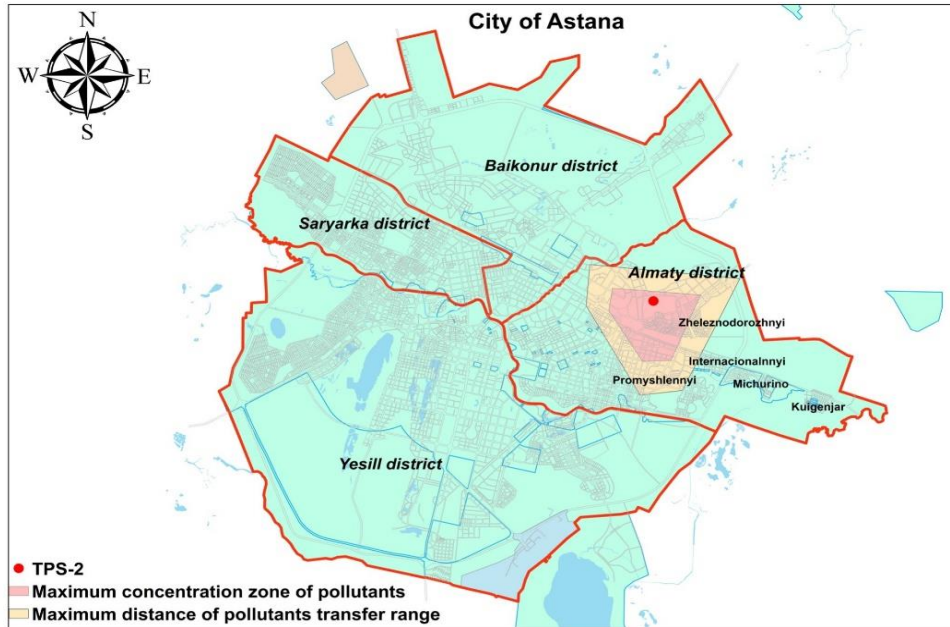 City of Astana
N
W
E
S
Baikonur district
Saryarka district
Almaty district
Zheleznodorozhnyi
Internacionalnnyi
Promyshlennyi
Michurino
Kuigenjar
Yesill district
TPS-2
Maximum concentration zone of pollutants
Maximum distance of pollutants transfer range